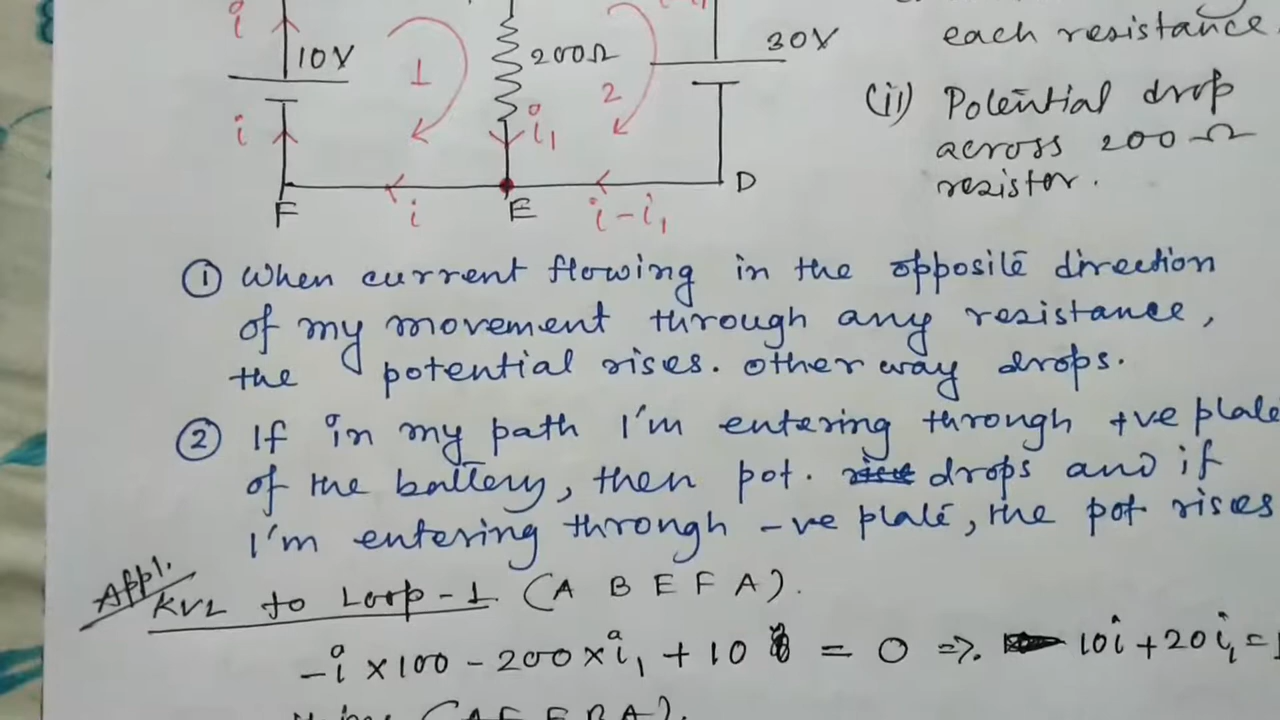 i
10V
1
200Ω
2
30V
i
i1
F
i
E
i-i1
D
each resistance.
(ii) Potential drop
across 200Ω
resistor.
① When current flowing in the opposite direction
of my movement through any resistance,
the potential rises. other way drops.
② If in my path I'm entering through +ve plate
of the battery, then pot. drops and if
I'm entering through -ve plate, the pot rises
Appl.
KVL to Loop-1 (A B E F A).
-i×100 - 200×i1 + 10 = 0 ⇒ 10i + 20i1 =